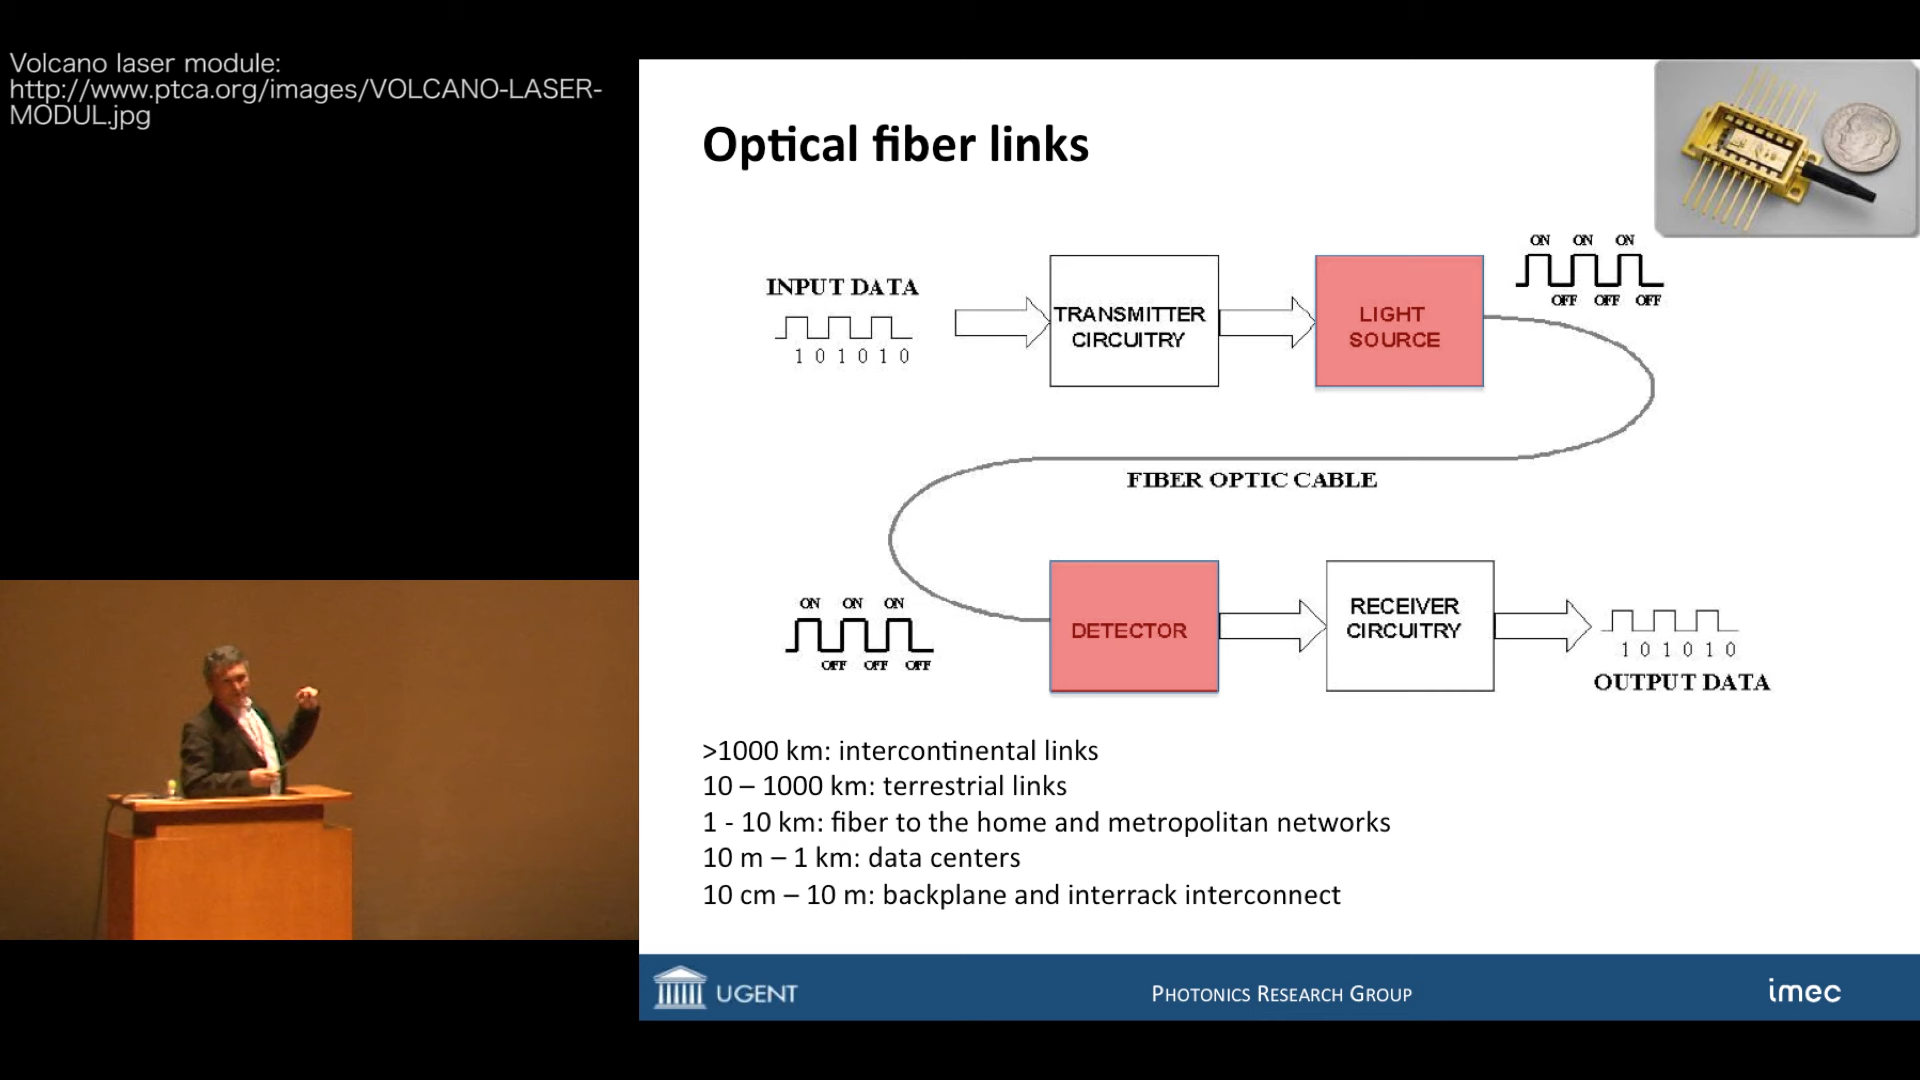 Volcano laser module:
http://www.ptca.org/images/VOLCANO-LASER-
MODUL.jpg
Optical fiber links
INPUT DATA
1 0 1 0 1 0
TRANSMITTER
CIRCUITRY
LIGHT
SOURCE
ON ON ON
OFF OFF OFF
FIBER OPTIC CABLE
ON ON ON
OFF OFF OFF
DETECTOR
RECEIVER
CIRCUITRY
1 0 1 0 1 0
OUTPUT DATA
>1000 km: intercontinental links
10 – 1000 km: terrestrial links
1 - 10 km: fiber to the home and metropolitan networks
10 m – 1 km: data centers
10 cm – 10 m: backplane and interrack interconnect
UGENT
PHOTONICS RESEARCH GROUP
imec